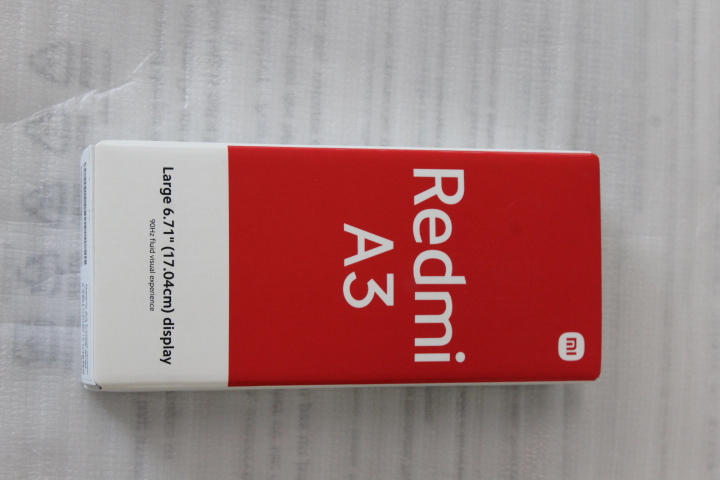 mi
Redmi
A3
Large 6.71" (17.04cm) display
90Hz fluid visual experience